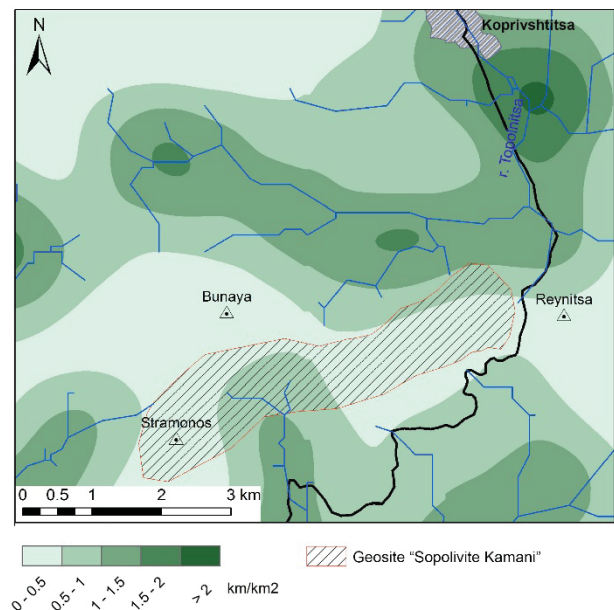 N
Koprivshtitsa
r. Topolnitsa
Bunaya
Reynitsa
Stramonos
0 0.5 1 2 3 km
0 - 0.5
0.5 - 1
1 - 1.5
1.5 - 2
> 2
km/km2
Geosite "Sopolivite Kamani"